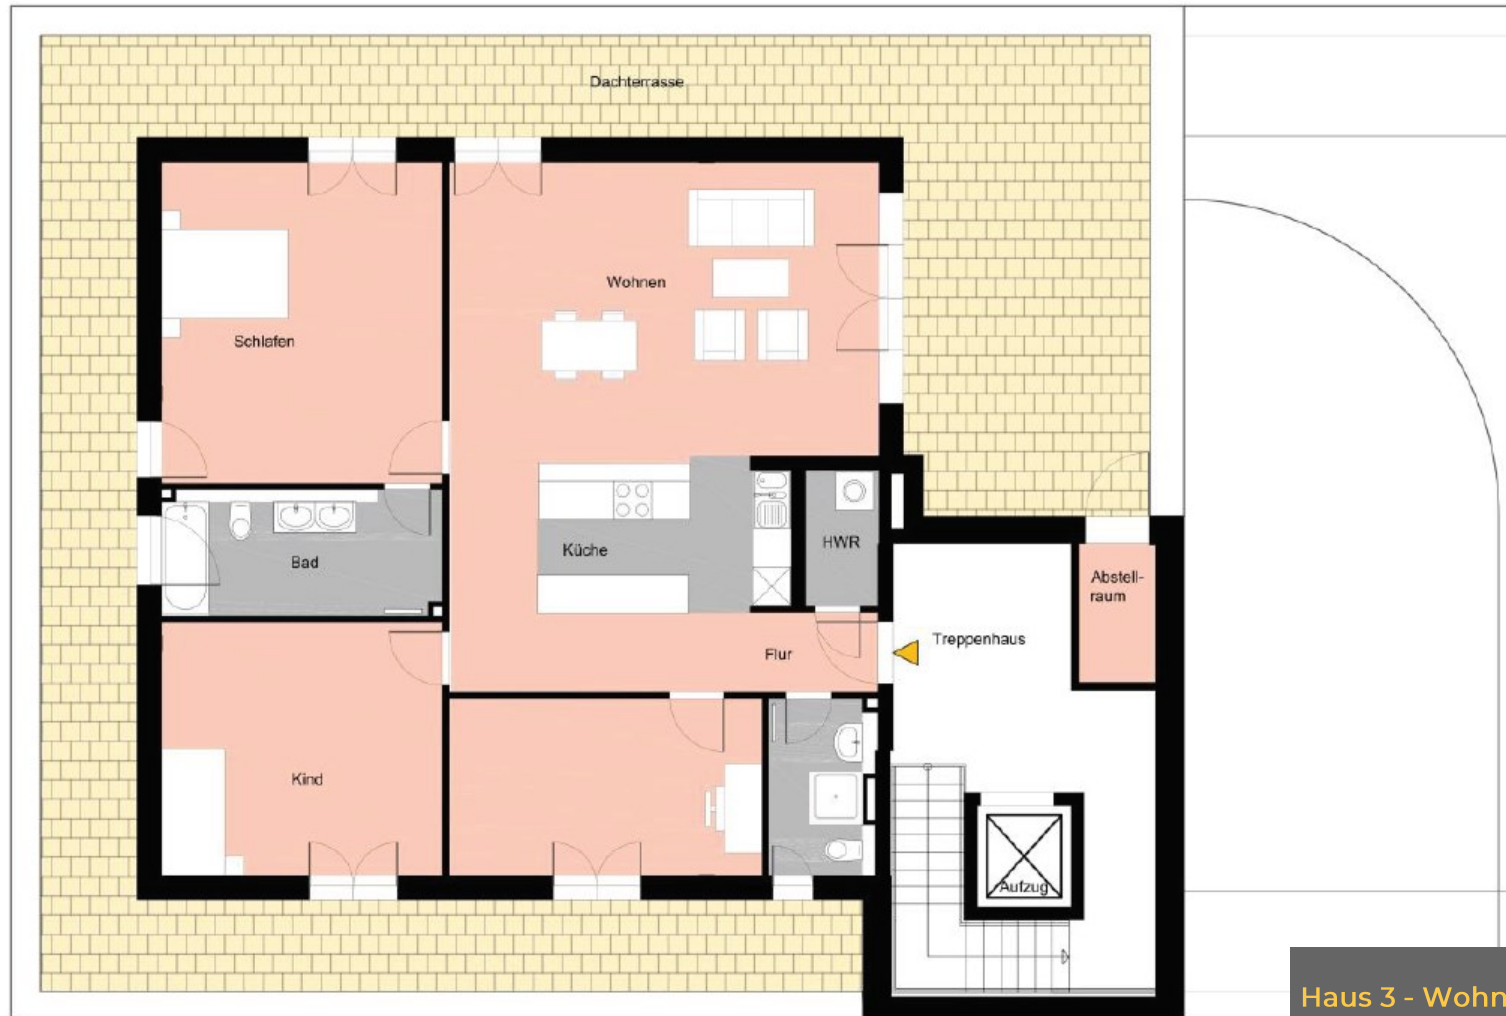 Dachterrasse
Wohnen
Schlafen
Küche
HWR
Bad
Abstell-
raum
Treppenhaus
Flur
Kind
Aufzug
Haus 3 - Wohn